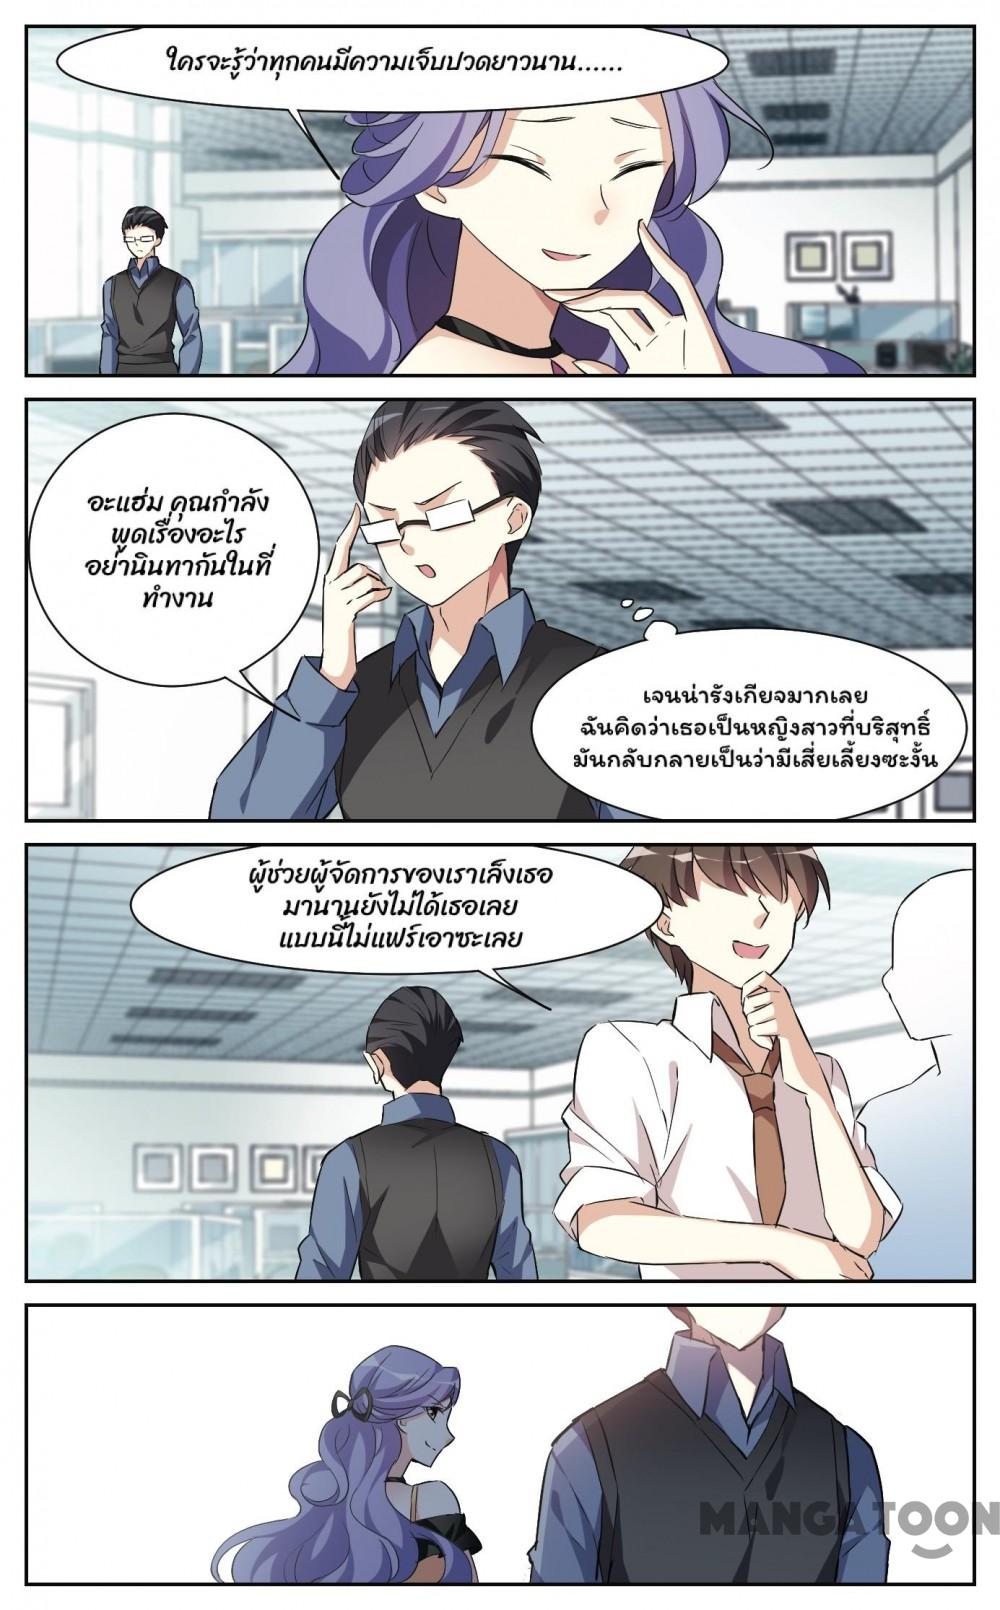 ใครจะรู้ว่าทุกคนมีความเจ็บปวดยาวนาน......
อะแฮ่ม คุณกำลัง
พูดเรื่องอะไร
อย่านินทากันในที่
ทำงาน
เจนน่ารังเกียจมากเลย
ฉันคิดว่าเธอเป็นหญิงสาวที่บริสุทธิ์
มันกลับกลายเป็นว่ามีเสี่ยเลี้ยงซะงั้น
ผู้ช่วยผู้จัดการของเราเล็งเธอ
มานานยังไม่ได้เธอเลย
แบบนี้ไม่แฟร์เอาซะเลย
MANGATOON